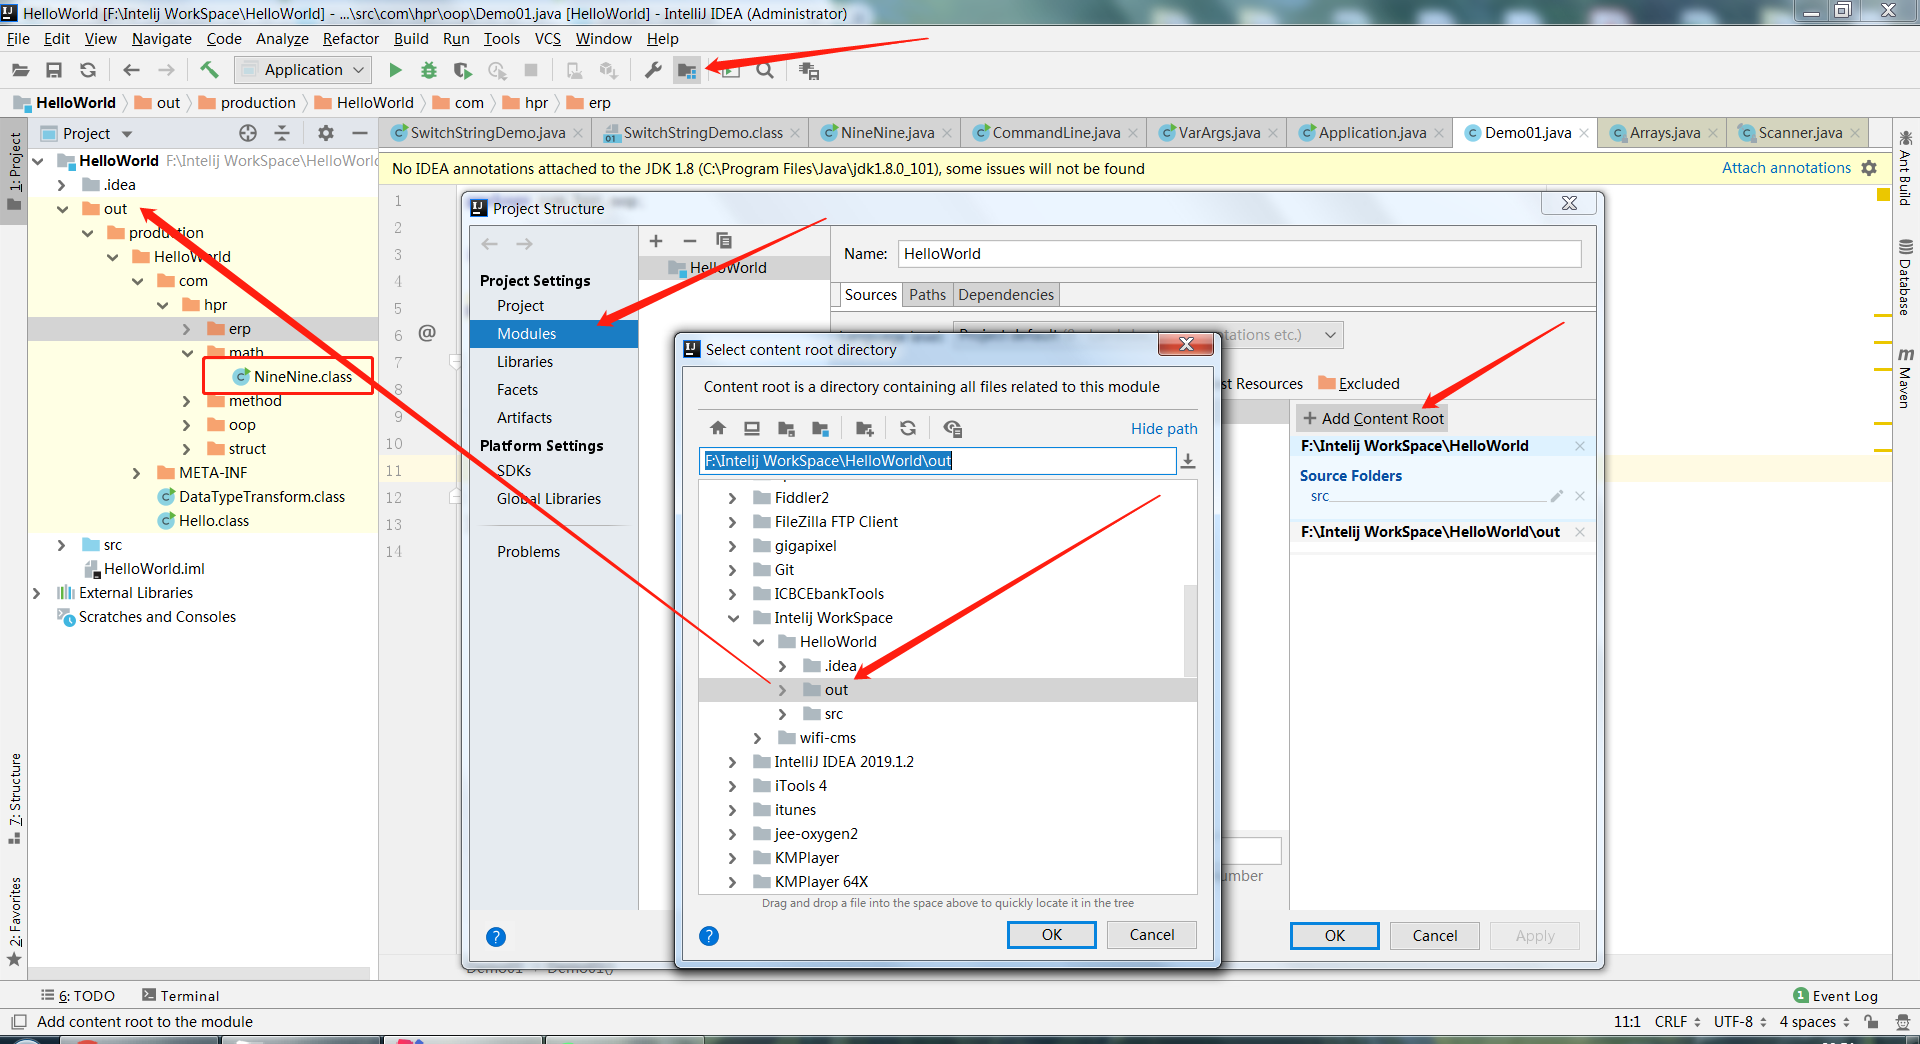 HelloWorld [F:\Intelij WorkSpace\HelloWorld] - ...\src\com\hpr\oop\Demo01.java [HelloWorld] - IntelliJ IDEA (Administrator)
File Edit View Navigate Code Analyze Refactor Build Run Tools VCS Window Help
Application
HelloWorld out production HelloWorld com hpr erp
1: Project
Project
SwitchStringDemo.java SwitchStringDemo.class NineNine.java CommandLine.java VarArgs.java Application.java Demo01.java Arrays.java Scanner.java
No IDEA annotations attached to the JDK 1.8 (C:\Program Files\Java\jdk1.8.0_101), some issues will not be found
Attach annotations
HelloWorld F:\Intelij WorkSpace\HelloWorld
.idea
out
production
HelloWorld
com
hpr
erp
math
NineNine.class
method
oop
struct
META-INF
DataTypeTransform.class
Hello.class
src
HelloWorld.iml
External Libraries
Scratches and Consoles
1
2
3
4
5
6
7
8
9
10
11
12
13
14
Project Structure
Project Settings
Project
Modules
Libraries
Facets
Artifacts
Platform Settings
SDKs
Global Libraries
Problems
HelloWorld
Name: HelloWorld
Sources Paths Dependencies
Select content root directory
Content root is a directory containing all files related to this module
Hide path
F:\Intelij WorkSpace\HelloWorld\out
Fiddler2
FileZilla FTP Client
gigapixel
Git
ICBCEbankTools
Intelij WorkSpace
HelloWorld
.idea
out
src
wifi-cms
IntelliJ IDEA 2019.1.2
iTools 4
itunes
jee-oxygen2
KMPlayer
KMPlayer 64X
Drag and drop a file into the space above to quickly locate it in the tree
OK Cancel
tations etc.)
st Resources Excluded
+ Add Content Root
F:\Intelij WorkSpace\HelloWorld
Source Folders
src
F:\Intelij WorkSpace\HelloWorld\out
umber
OK Cancel Apply
Demo01 Demo01()
Ant Build
Database
m Maven
7: Structure
2: Favorites
6: TODO Terminal
1 Event Log
Add content root to the module
11:1 CRLF UTF-8 4 spaces